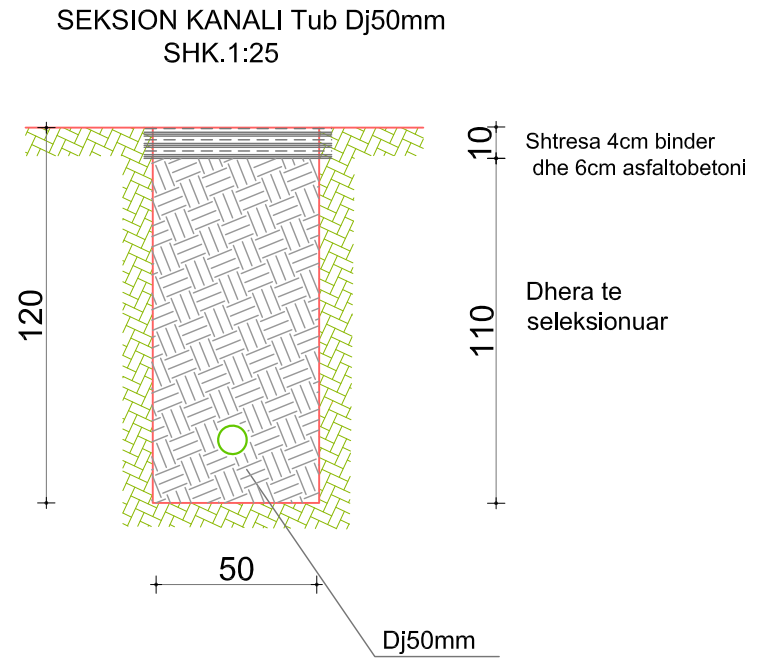 SEKSION KANALI Tub Dj50mm
SHK.1:25
10
Shtresa 4cm binder
dhe 6cm asfaltobetoni
120
110
Dhera te
seleksionuar
50
Dj50mm